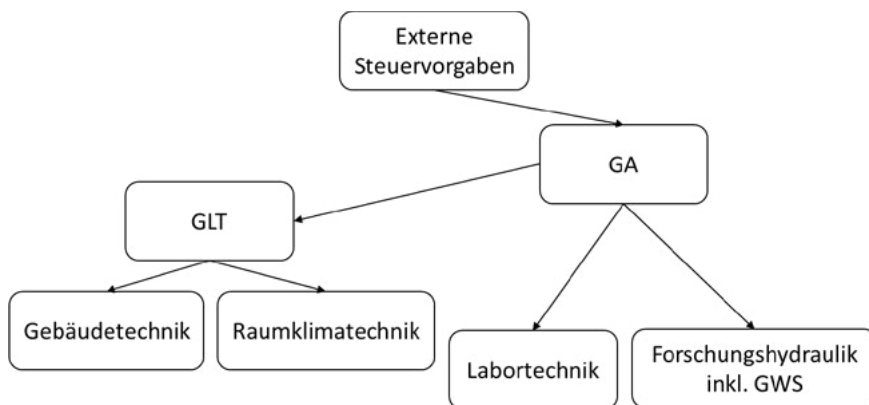 Externe
Steuervorgaben
GA
GLT
Gebäudetechnik
Raumklimatechnik
Labortechnik
Forschungshydraulik
inkl. GWS